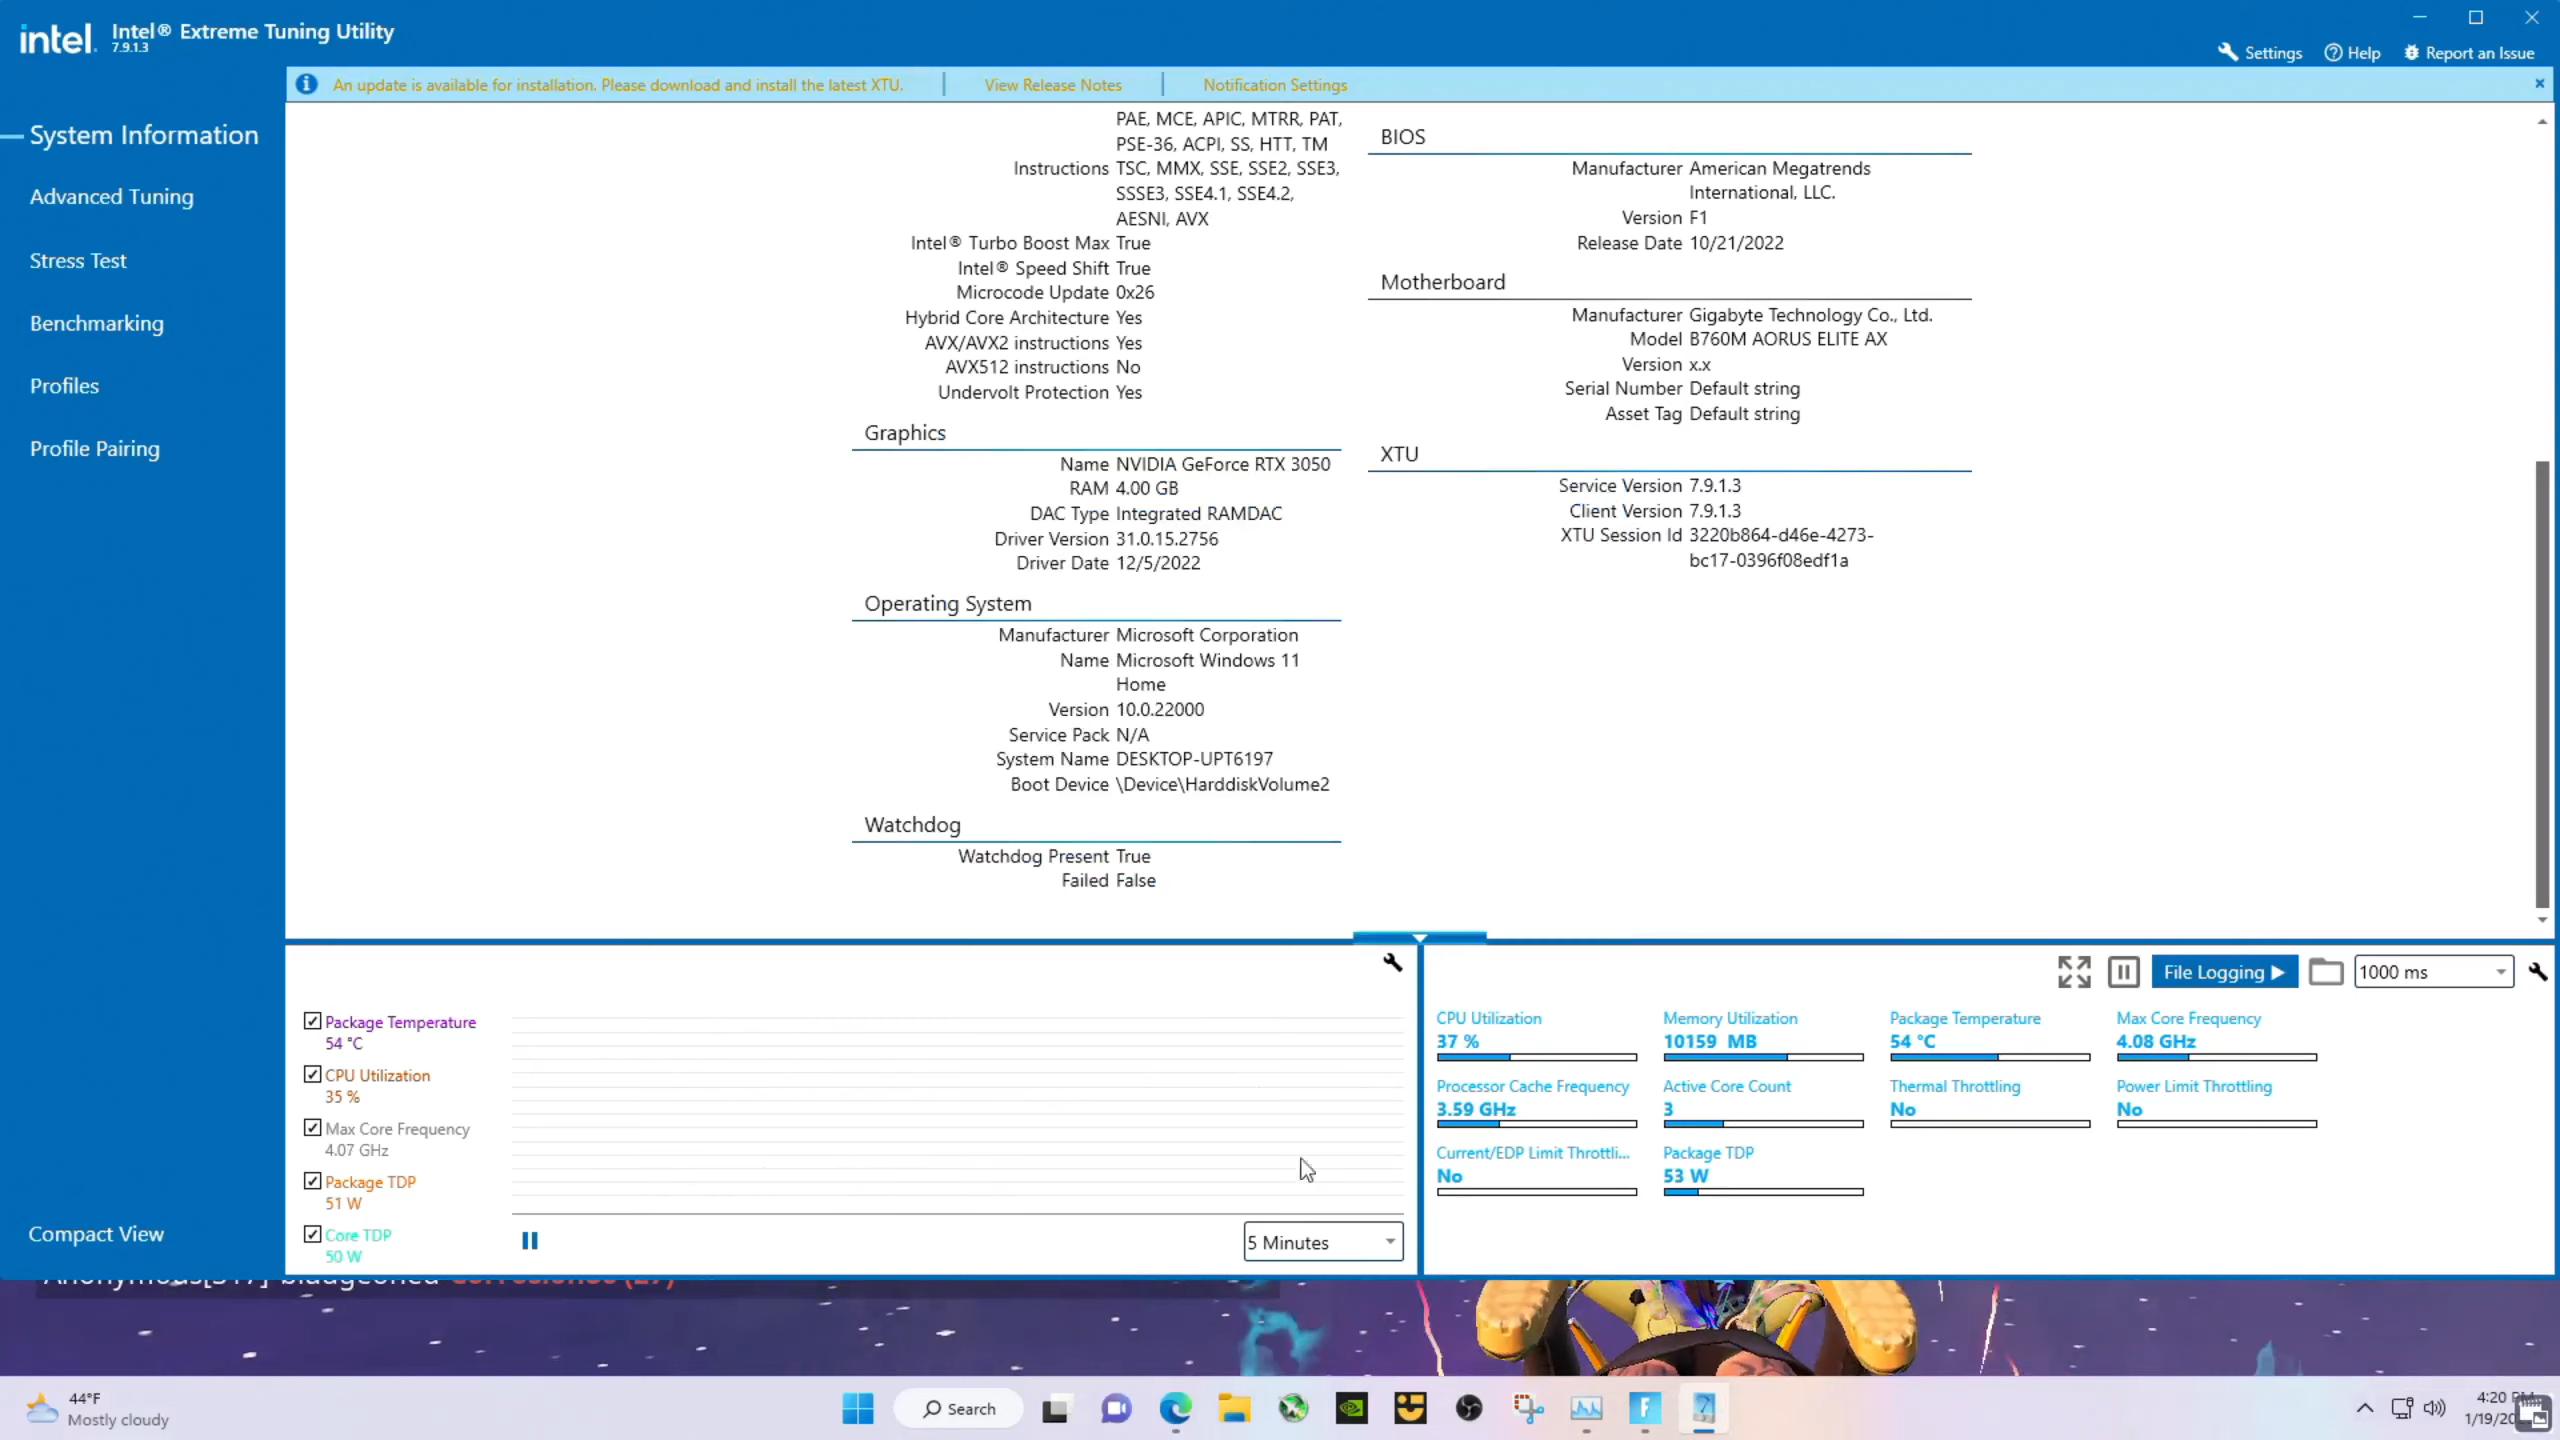 intel.
Intel® Extreme Tuning Utility
7.9.1.3
Settings
Help
Report an Issue
An update is available for installation. Please download and install the latest XTU.
View Release Notes
Notification Settings
System Information
Advanced Tuning
Stress Test
Benchmarking
Profiles
Profile Pairing
Compact View
PAE, MCE, APIC, MTRR, PAT,
PSE-36, ACPI, SS, HTT, TM
Instructions TSC, MMX, SSE, SSE2, SSE3,
SSSE3, SSE4.1, SSE4.2,
AESNI, AVX
Intel® Turbo Boost Max True
Intel® Speed Shift True
Microcode Update 0x26
Hybrid Core Architecture Yes
AVX/AVX2 instructions Yes
AVX512 instructions No
Undervolt Protection Yes
Graphics
Name NVIDIA GeForce RTX 3050
RAM 4.00 GB
DAC Type Integrated RAMDAC
Driver Version 31.0.15.2756
Driver Date 12/5/2022
Operating System
Manufacturer Microsoft Corporation
Name Microsoft Windows 11
Home
Version 10.0.22000
Service Pack N/A
System Name DESKTOP-UPT6197
Boot Device \Device\HarddiskVolume2
Watchdog
Watchdog Present True
Failed False
BIOS
Manufacturer American Megatrends
International, LLC.
Version F1
Release Date 10/21/2022
Motherboard
Manufacturer Gigabyte Technology Co., Ltd.
Model B760M AORUS ELITE AX
Version x.x
Serial Number Default string
Asset Tag Default string
XTU
Service Version 7.9.1.3
Client Version 7.9.1.3
XTU Session Id 3220b864-d46e-4273-
bc17-0396f08edf1a
Package Temperature
54 °C
CPU Utilization
35 %
Max Core Frequency
4.07 GHz
Package TDP
51 W
Core TDP
50 W
5 Minutes
File Logging
1000 ms
CPU Utilization
37 %
Memory Utilization
10159 MB
Package Temperature
54 °C
Max Core Frequency
4.08 GHz
Processor Cache Frequency
3.59 GHz
Active Core Count
3
Thermal Throttling
No
Power Limit Throttling
No
Current/EDP Limit Throttli...
No
Package TDP
53 W
44°F
Mostly cloudy
Search
4:20
1/19/20